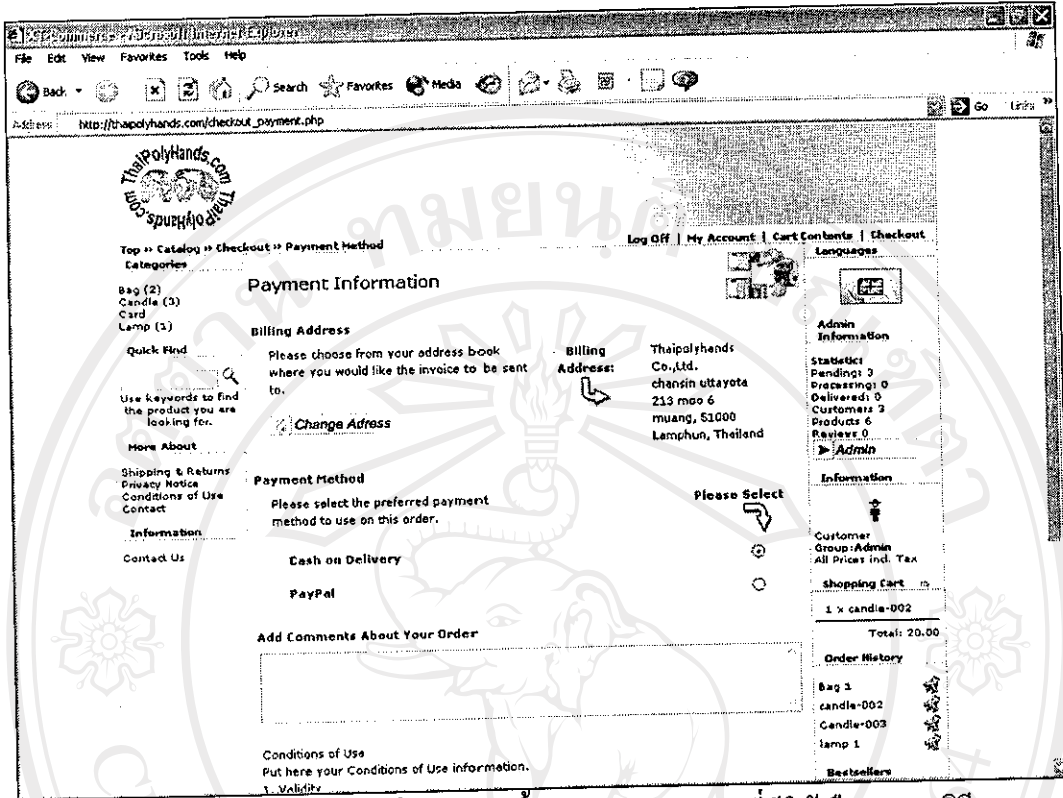 File Edit View Favorites Tools Help
Back Search Favorites Media
Address http://thaipolyhands.com/checkout_payment.php Go Links »
ThaiPolyHands.com ThaiPolyHands.com
Log Off | My Account | Cart Contents | Checkout
Top »» Catalog »» Checkout »» Payment Method
Categories
Bag (2)
Candle (3)
Card
Lamp (1)
Quick Find
Use keywords to find
the product you are
looking for.
More About
Shipping & Returns
Privacy Notice
Conditions of Use
Contact
Information
Contact Us
Payment Information
Billing Address
Please choose from your address book
where you would like the invoice to be sent
to.
Change Adress
Billing
Address:
Thaipolyhands
Co.,Ltd.
chansin uttayota
213 moo 6
muang, 51000
Lamphun, Thailand
Payment Method
Please select the preferred payment
method to use on this order.
Please Select
Cash on Delivery
PayPal
Add Comments About Your Order
Conditions of Use
Put here your Conditions of Use information.
1. Validity
Languages
Admin
Information
Statistics
Pending: 3
Processing: 0
Delivered: 0
Customers 3
Products 6
Reviews 0
Admin
Information
Customer
Group:Admin
All Prices incl. Tax
Shopping Cart
1 x candle-002
Total: 20.00
Order History
Bag 1
candle-002
Candle-003
lamp 1
Bestsellers